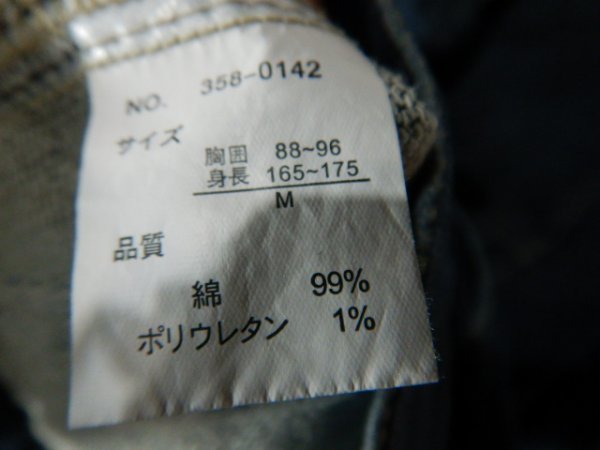 NO. 358-0142
サイズ
胸囲 88~96
身長 165~175
M
品質
綿 99%
ポリウレタン 1%